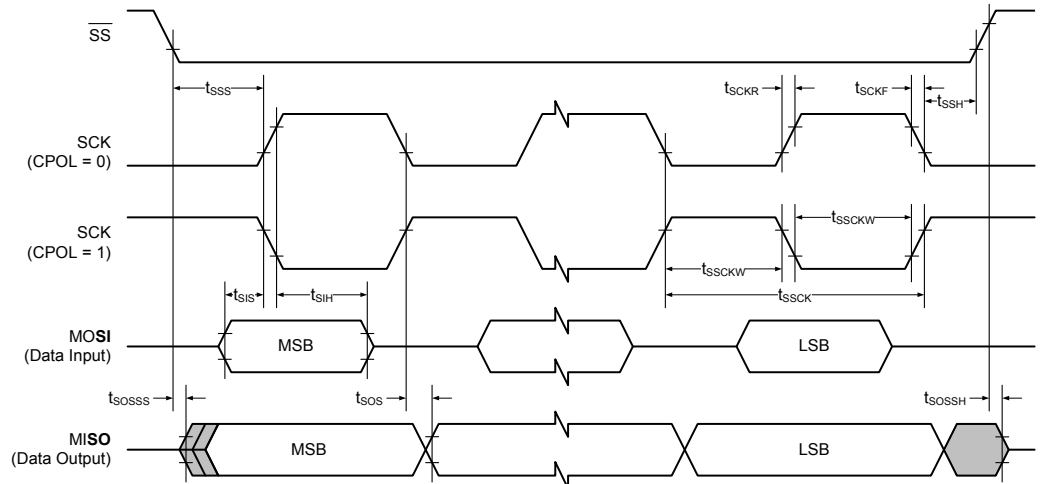 SS
tSSS
tSCKR
tSCKF
tSSH
SCK
(CPOL = 0)
SCK
(CPOL = 1)
tSSCKW
tSSCKW
tSIS
tSIH
tSSCK
MOSI
(Data Input)
MSB
LSB
tSOSSS
tSOS
tSOSSH
MISO
(Data Output)
MSB
LSB